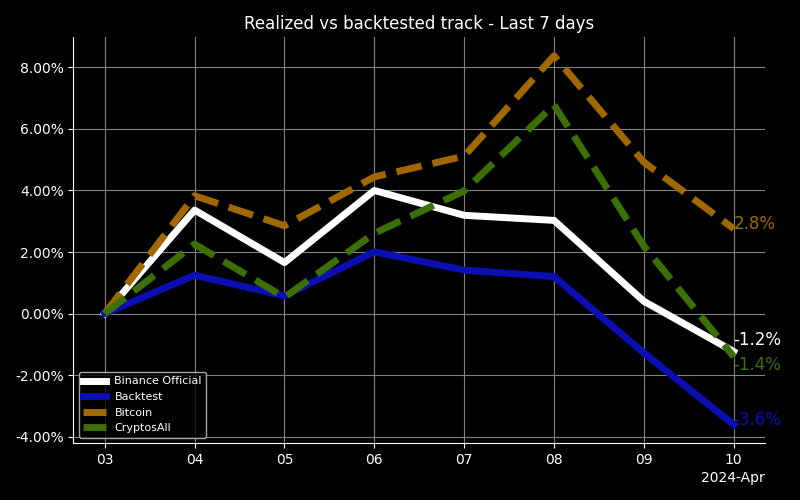 Realized vs backtested track - Last 7 days
8.00%
6.00%
4.00%
2.00%
0.00%
-2.00%
-4.00%
2.8%
-1.2%
-1.4%
-3.6%
Binance Official
Backtest
Bitcoin
CryptosAll
03 04 05 06 07 08 09 10
2024-Apr